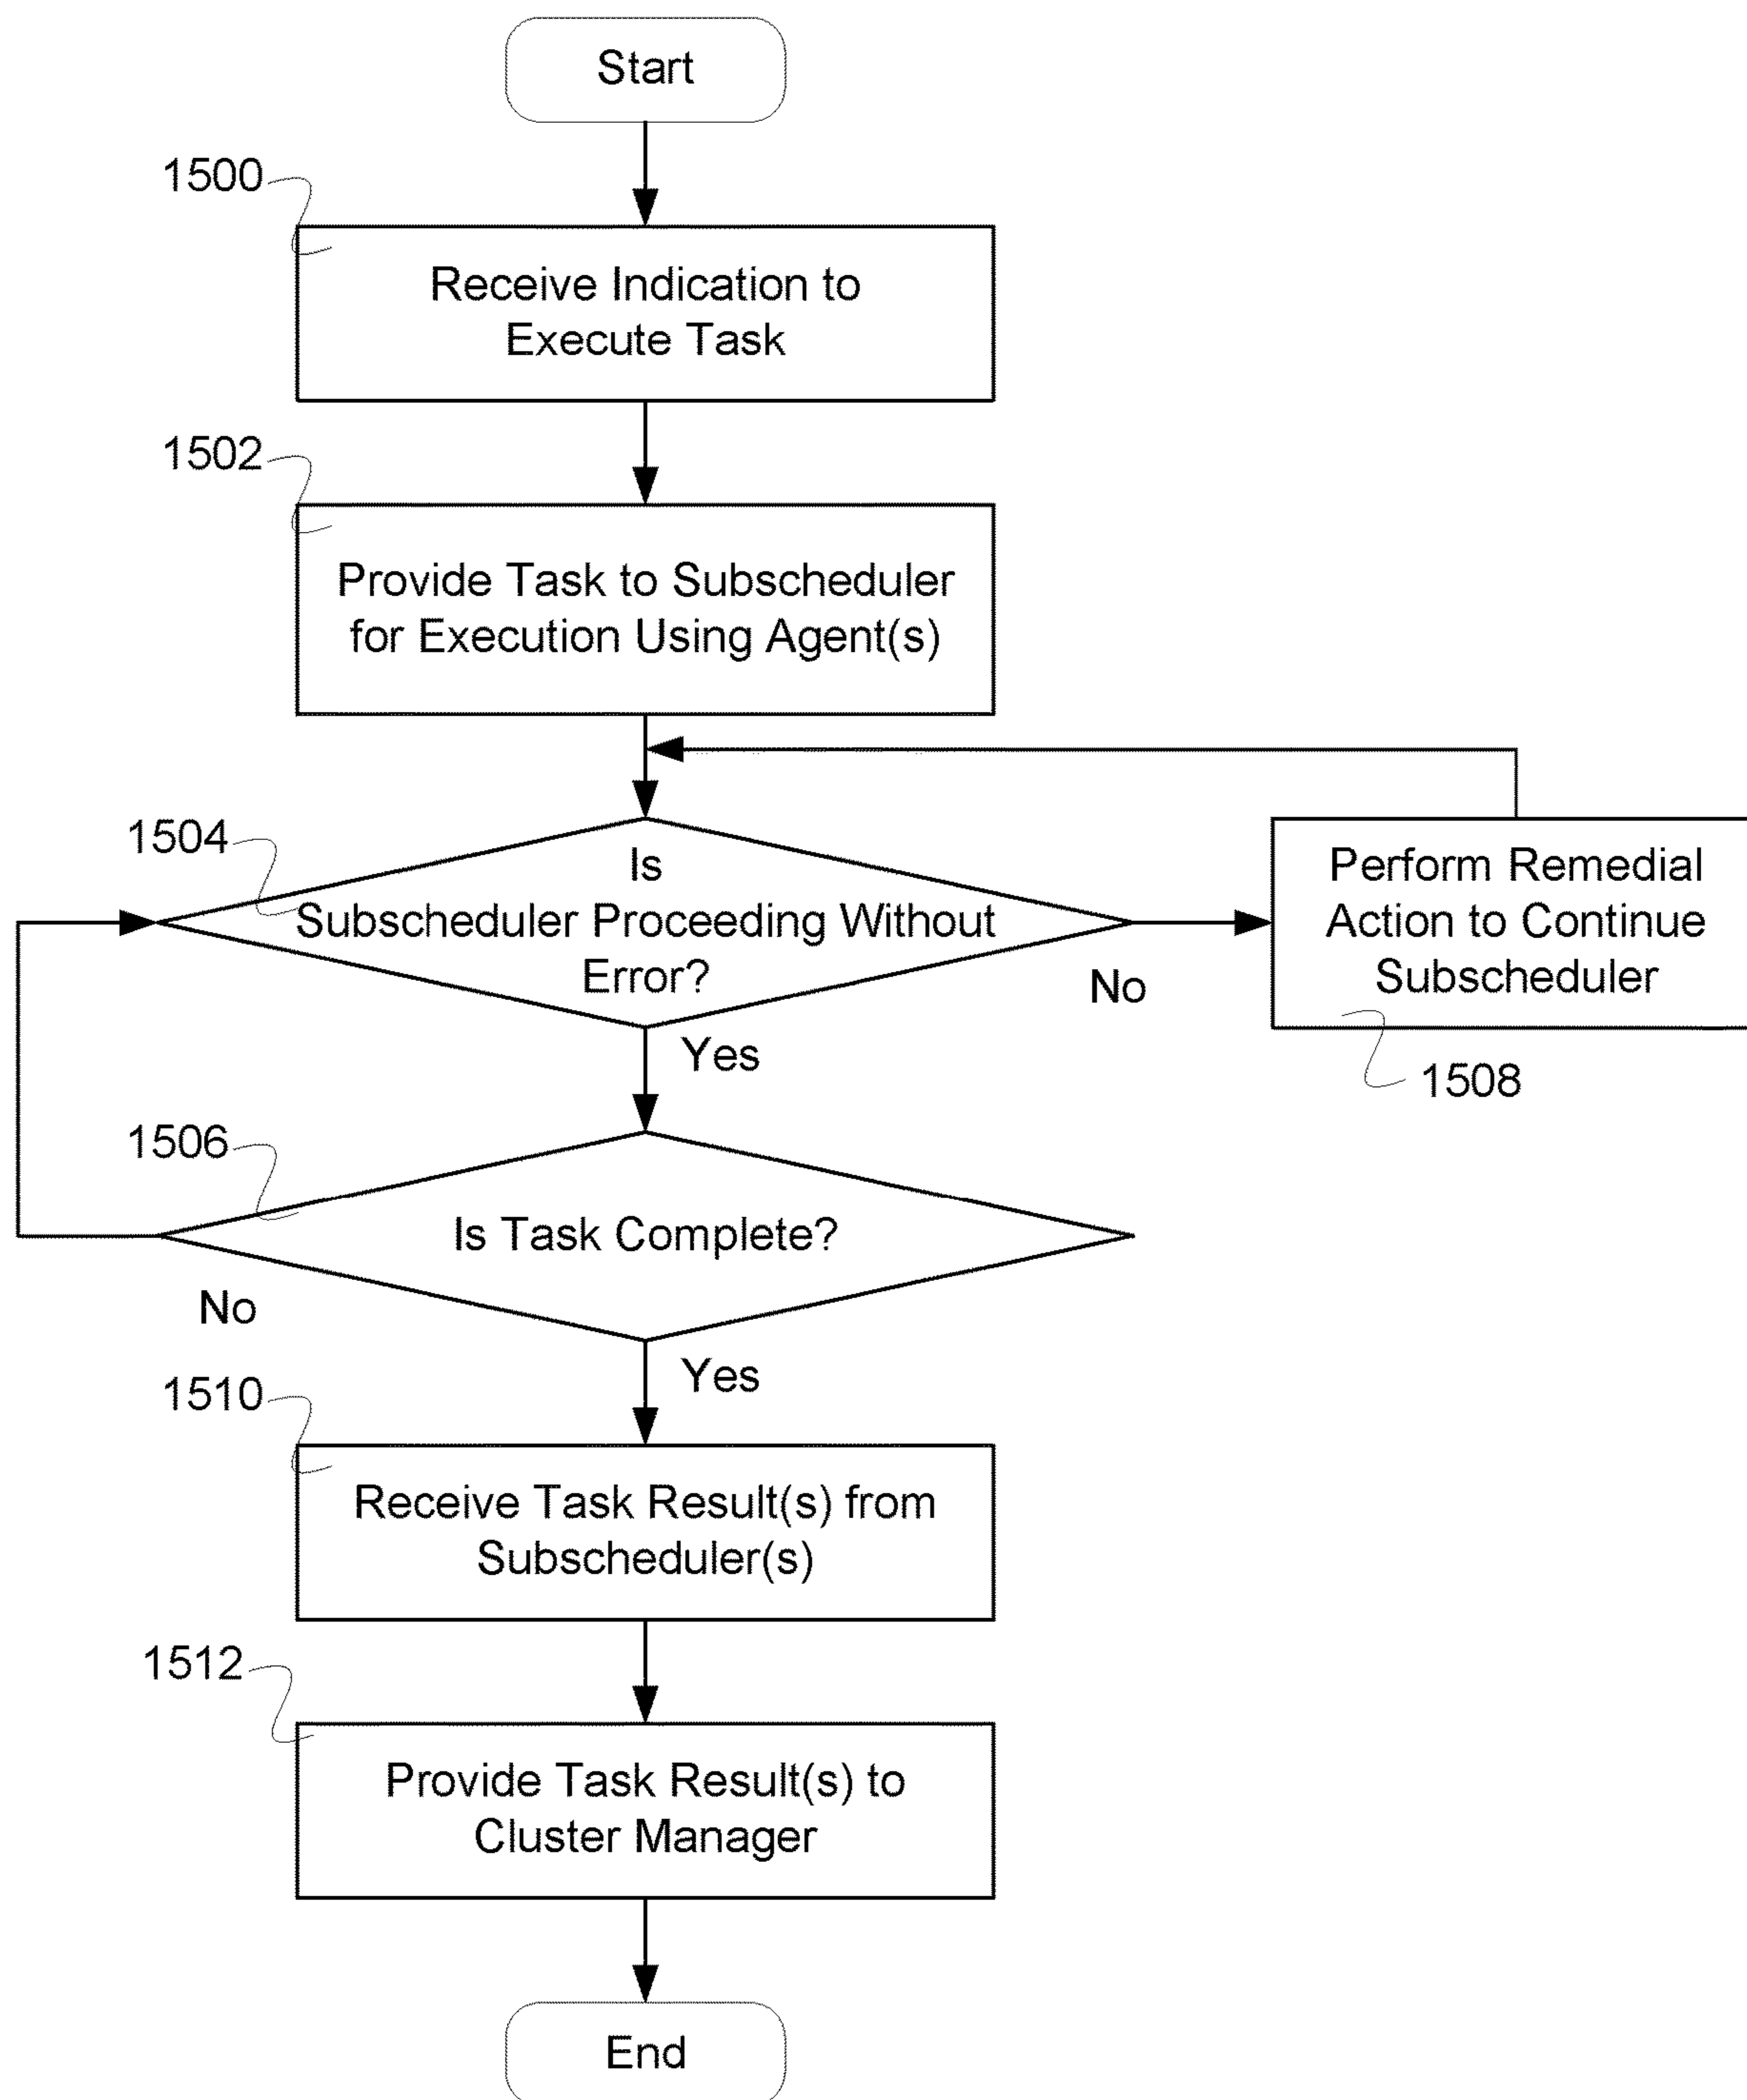 Start
1500
Receive Indication to
Execute Task
1502
Provide Task to Subscheduler
for Execution Using Agent(s)
1504
Is
Subscheduler Proceeding Without
Error?
No
Perform Remedial
Action to Continue
Subscheduler
1508
Yes
1506
Is Task Complete?
No
Yes
1510
Receive Task Result(s) from
Subscheduler(s)
1512
Provide Task Result(s) to
Cluster Manager
End